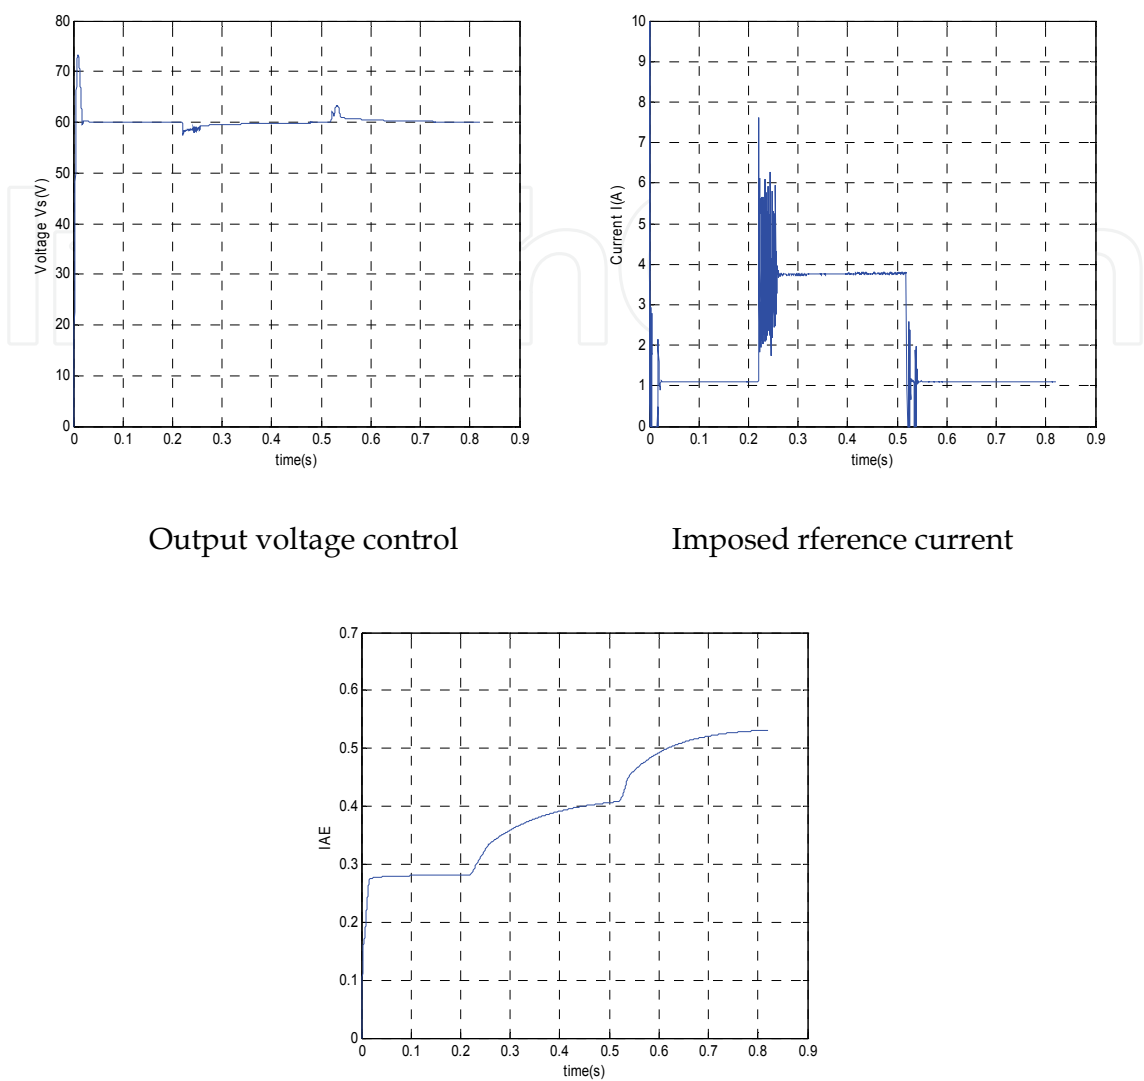 80
70
60
50
40
30
20
10
0
Voltage Vs(V)
0 0.1 0.2 0.3 0.4 0.5 0.6 0.7 0.8 0.9
time(s)
10
9
8
7
6
5
4
3
2
1
0
Current I(A)
0 0.1 0.2 0.3 0.4 0.5 0.6 0.7 0.8 0.9
time(s)
Output voltage control
Imposed rference current
0.7
0.6
0.5
0.4
0.3
0.2
0.1
0
IAE
0 0.1 0.2 0.3 0.4 0.5 0.6 0.7 0.8 0.9
time(s)